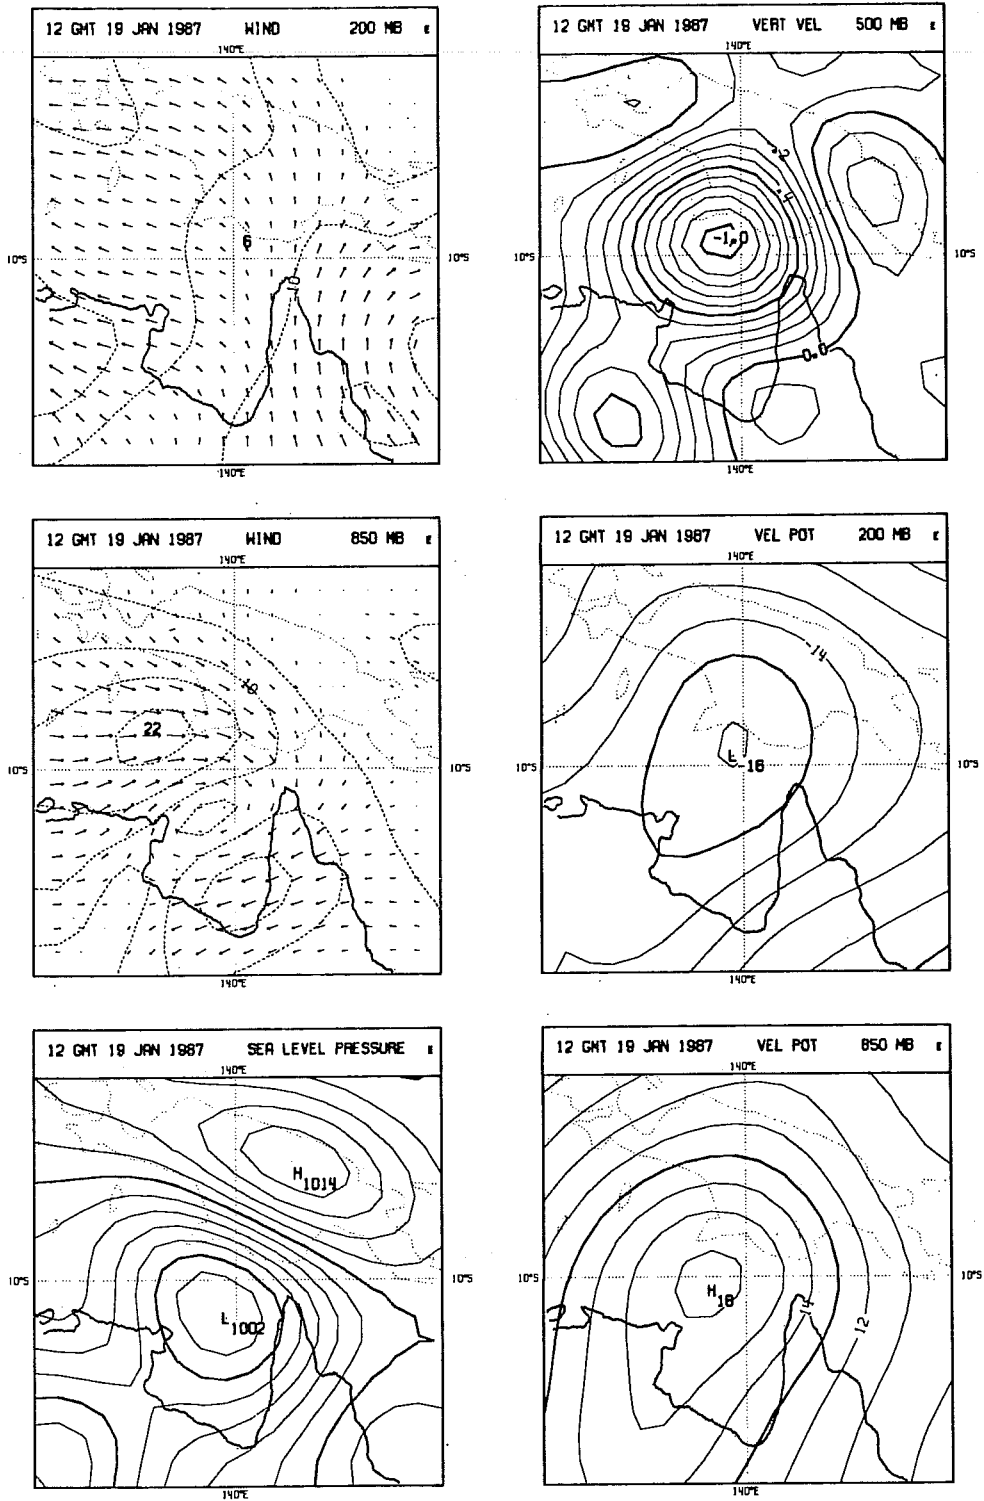 12 GMT 19 JAN 1987 WIND 200 MB E
140°E
6
10
10°S 10°S
140°E
12 GMT 19 JAN 1987 VERT VEL 500 MB E
140°E
-.2
-.4
-1.0
10°S 10°S
0.0
140°E
12 GMT 19 JAN 1987 WIND 850 MB E
140°E
10
22
10°S 10°S
140°E
12 GMT 19 JAN 1987 VEL POT 200 MB E
140°E
-14
L -16
10°S 10°S
140°E
12 GMT 19 JAN 1987 SEA LEVEL PRESSURE E
140°E
H 1014
10°S 10°S
L 1002
140°E
12 GMT 19 JAN 1987 VEL POT 850 MB E
140°E
10°S 10°S
H 18
14
12
140°E